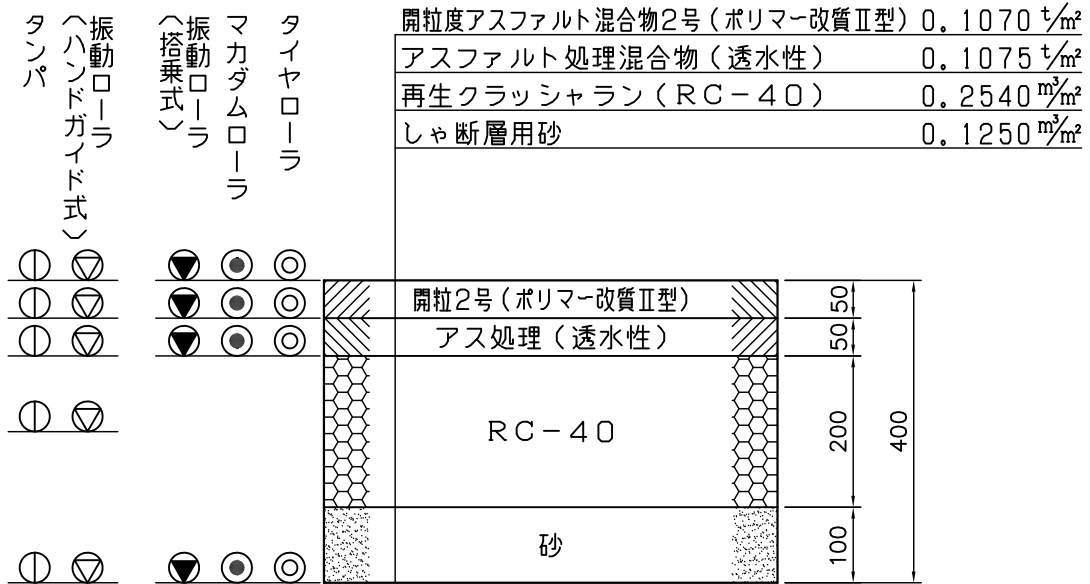 開粒度アスファルト混合物2号(ポリマー改質Ⅱ型) 0.1070 t/m²
アスファルト処理混合物(透水性) 0.1075 t/m²
再生クラッシャラン(RC-40) 0.2540 m³/m²
しゃ断層用砂 0.1250 m³/m²
タイヤローラ
マカダムローラ
振動ローラ
(搭乗式)
振動ローラ
(ハンドガイド式)
タンパ
開粒2号(ポリマー改質Ⅱ型)
アス処理(透水性)
RC-40
砂
50
50
200
100
400